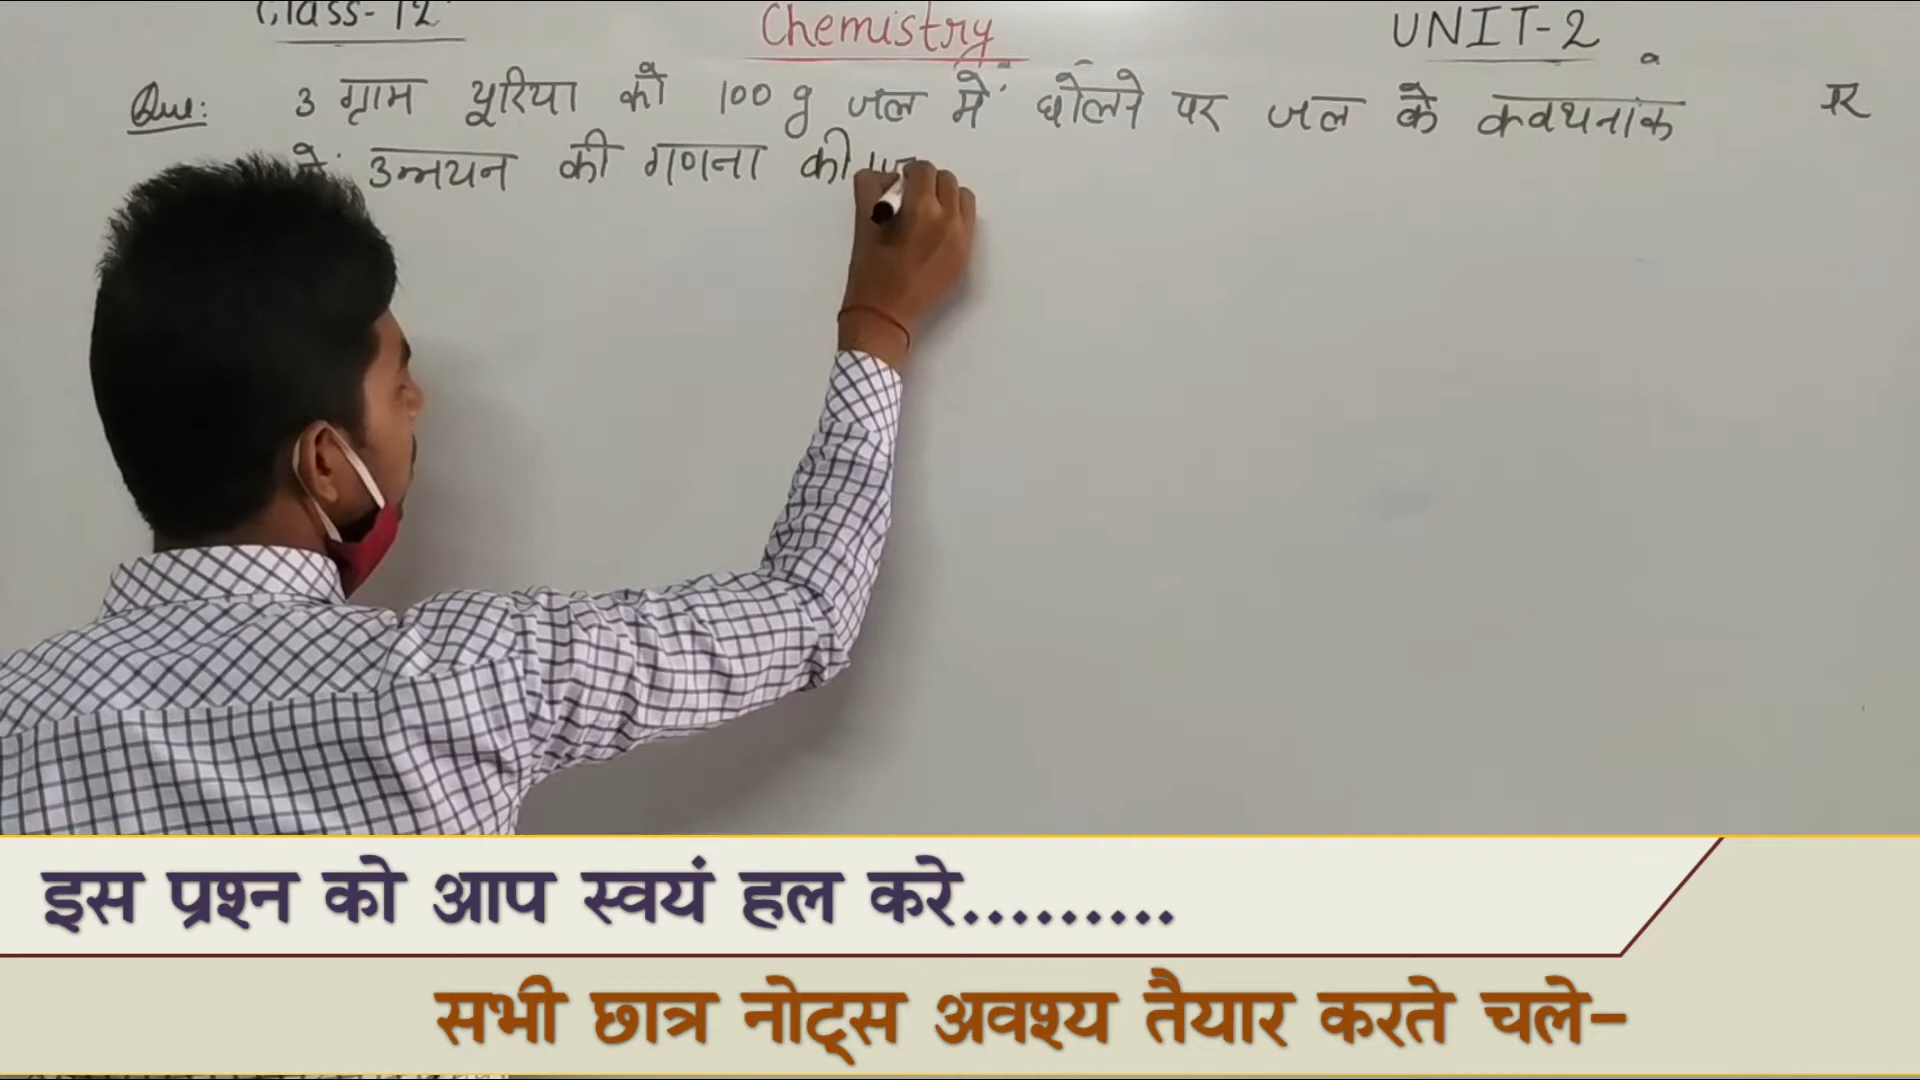 Class-12
Chemistry
UNIT-2
Que: 3 ग्राम यूरिया को 100 g जल में घोलने पर जल के क्वथनांक पर
में उन्नयन की गणना की
इस प्रश्न को आप स्वयं हल करे.........
सभी छात्र नोट्स अवश्य तैयार करते चले-